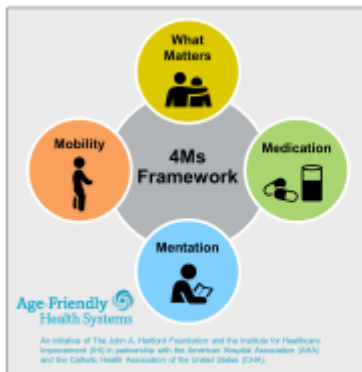 What
Matters
Mobility
4Ms
Framework
Medication
Mentation
Age-Friendly
Health Systems
An initiative of The John A. Hartford Foundation and the Institute for Healthcare
Improvement (IHI) in partnership with the American Hospital Association (AHA)
and the Catholic Health Association of the United States (CHA).